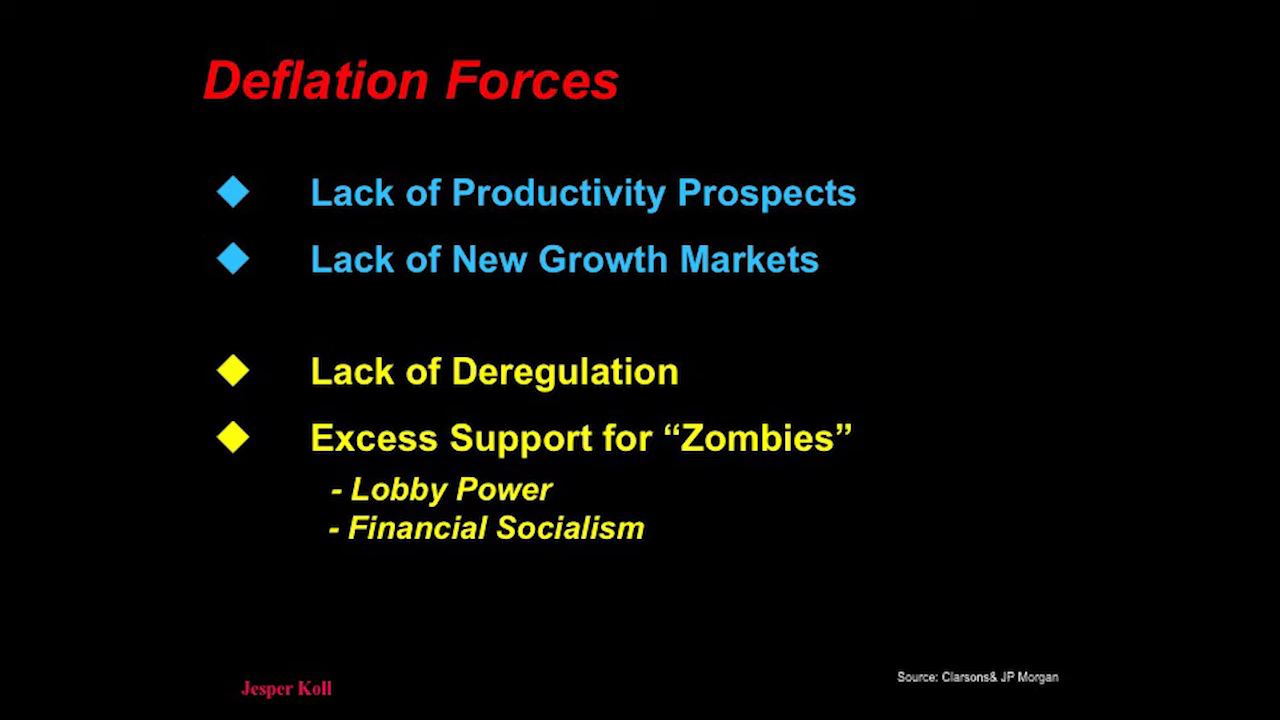 Deflation Forces
Lack of Productivity Prospects
Lack of New Growth Markets
Lack of Deregulation
Excess Support for “Zombies”
- Lobby Power
- Financial Socialism
Jesper Koll
Source: Clarsons& JP Morgan